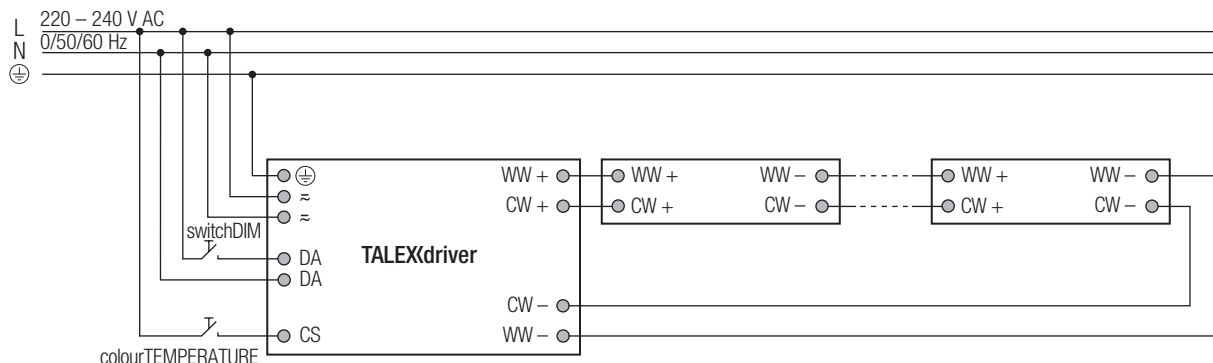 220 – 240 V AC
L
0/50/60 Hz
N
WW +
WW +
WW –
WW +
WW –
≂
CW +
CW +
CW –
CW +
CW –
≂
switchDIM
DA
TALEXXdriver
DA
CW –
CS
WW –
colourTEMPERATURE